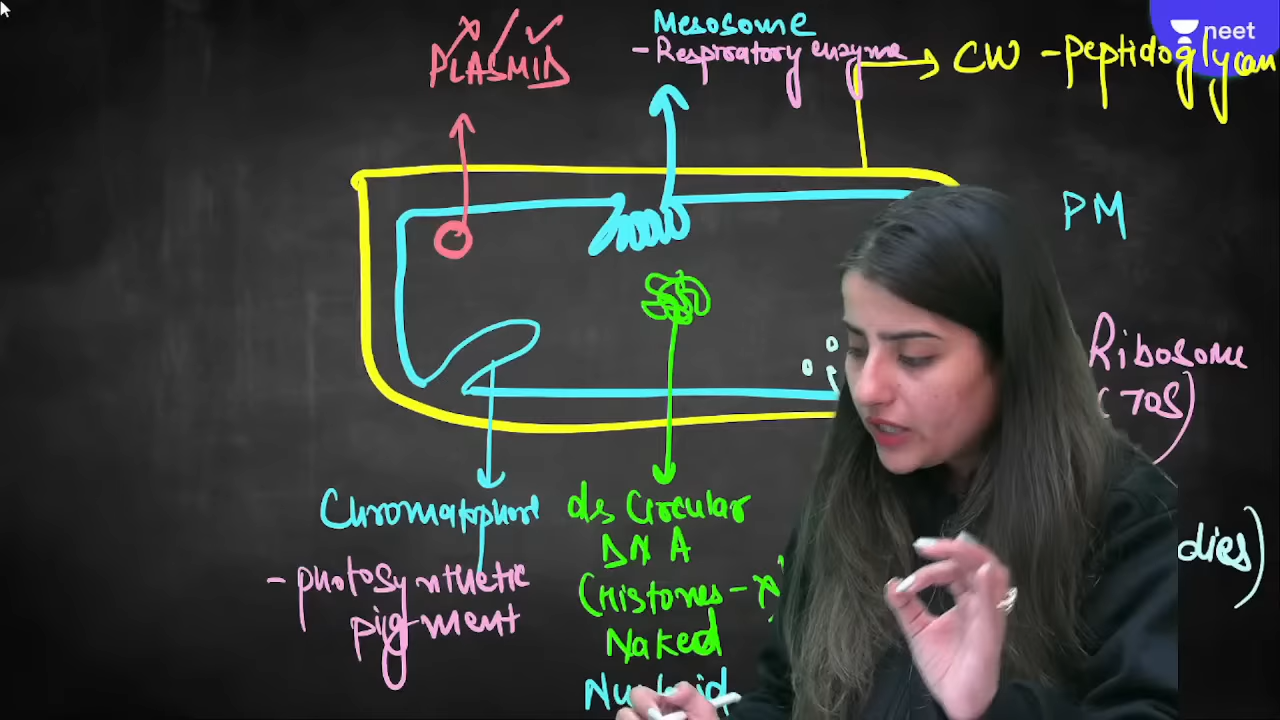 PLASMID
Mesosome
- Respiratory enzyme
CW - Peptidoglycan
neet
PM
Ribosome
(70S)
Chromatophore
- photosynthetic
pigment
ds Circular
DNA
(Histones - x
Naked
dies)